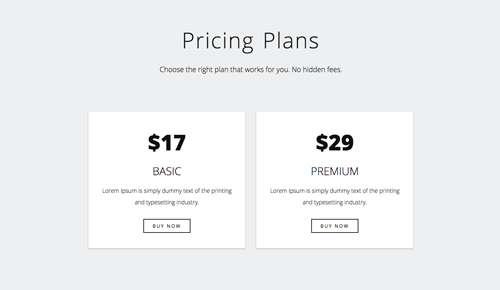 Pricing Plans
Choose the right plan that works for you. No hidden fees.
$17
BASIC
Lorem Ipsum is simply dummy text of the printing
and typesetting industry.
BUY NOW
$29
PREMIUM
Lorem Ipsum is simply dummy text of the printing
and typesetting industry.
BUY NOW